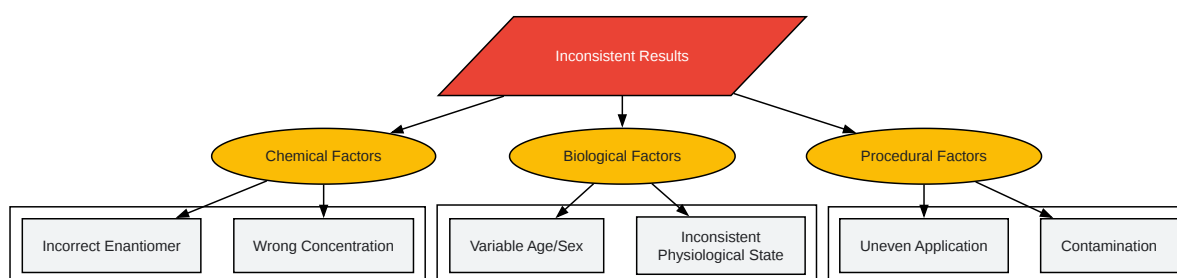 Inconsistent Results
Chemical Factors
Biological Factors
Procedural Factors
Incorrect Enantiomer
Wrong Concentration
Variable Age/Sex
Inconsistent
Physiological State
Uneven Application
Contamination